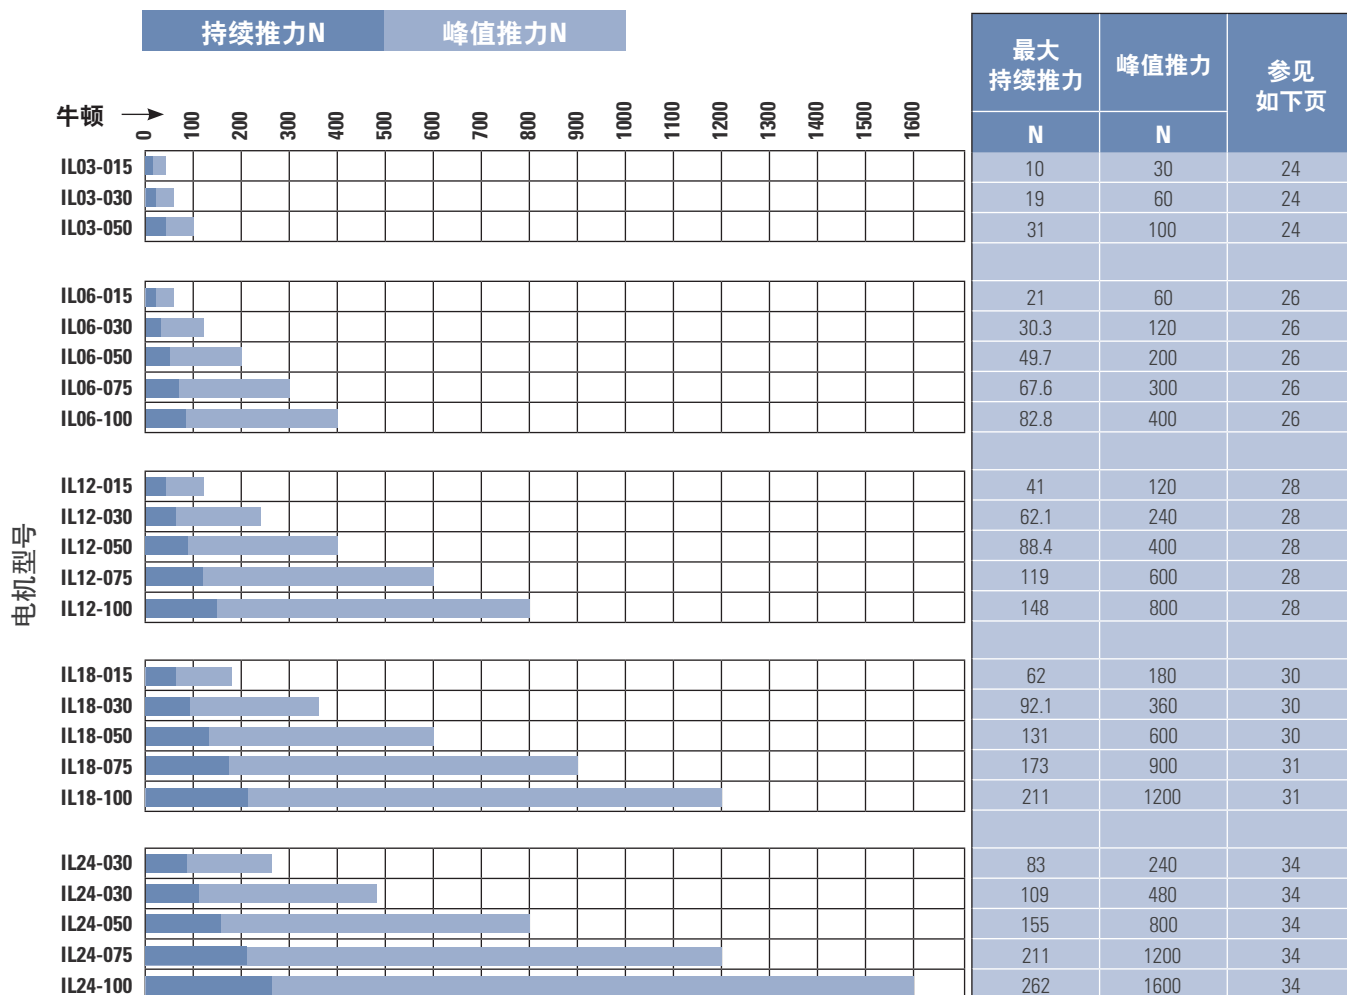 持续推力N 峰值推力N
最大
持续推力 峰值推力 参见
如下页
N N
牛顿 0 100 200 300 400 500 600 700 800 900 1000 1100 1200 1300 1400 1500 1600
电机型号
IL03-015 10 30 24
IL03-030 19 60 24
IL03-050 31 100 24
IL06-015 21 60 26
IL06-030 30.3 120 26
IL06-050 49.7 200 26
IL06-075 67.6 300 26
IL06-100 82.8 400 26
IL12-015 41 120 28
IL12-030 62.1 240 28
IL12-050 88.4 400 28
IL12-075 119 600 28
IL12-100 148 800 28
IL18-015 62 180 30
IL18-030 92.1 360 30
IL18-050 131 600 30
IL18-075 173 900 31
IL18-100 211 1200 31
IL24-030 83 240 34
IL24-030 109 480 34
IL24-050 155 800 34
IL24-075 211 1200 34
IL24-100 262 1600 34